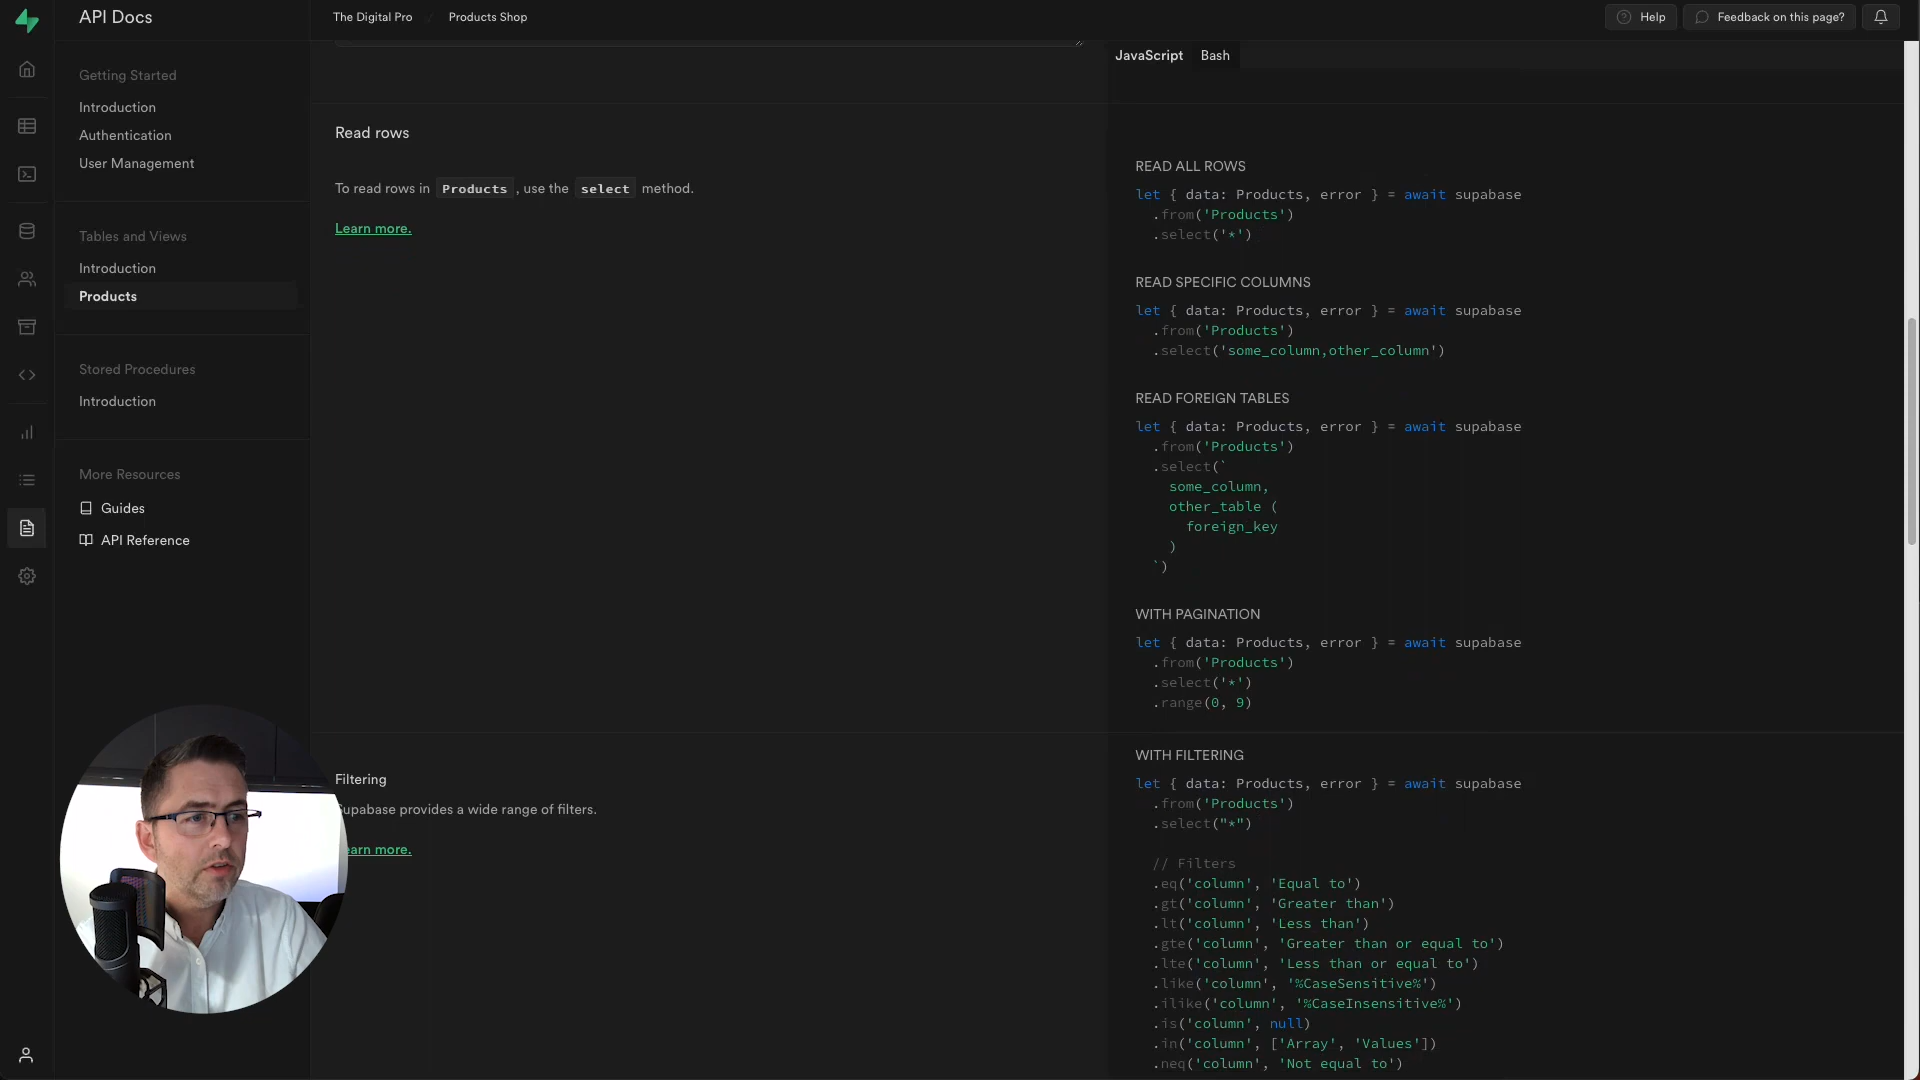 API Docs
The Digital Pro / Products Shop
Help
Feedback on this page?
Getting Started
Introduction
Authentication
User Management
Tables and Views
Introduction
Products
Stored Procedures
Introduction
More Resources
Guides
API Reference
Read rows
To read rows in Products, use the select method.
Learn more.
Filtering
Supabase provides a wide range of filters.
earn more.
JavaScript Bash
READ ALL ROWS
let { data: Products, error } = await supabase
.from('Products')
.select('*')
READ SPECIFIC COLUMNS
let { data: Products, error } = await supabase
.from('Products')
.select('some_column,other_column')
READ FOREIGN TABLES
let { data: Products, error } = await supabase
.from('Products')
.select(`
some_column,
other_table (
foreign_key
)
`)
WITH PAGINATION
let { data: Products, error } = await supabase
.from('Products')
.select('*')
.range(0, 9)
WITH FILTERING
let { data: Products, error } = await supabase
.from('Products')
.select("*")
// Filters
.eq('column', 'Equal to')
.gt('column', 'Greater than')
.lt('column', 'Less than')
.gte('column', 'Greater than or equal to')
.lte('column', 'Less than or equal to')
.like('column', '%CaseSensitive%')
.ilike('column', '%CaseInsensitive%')
.is('column', null)
.in('column', ['Array', 'Values'])
.neq('column', 'Not equal to')